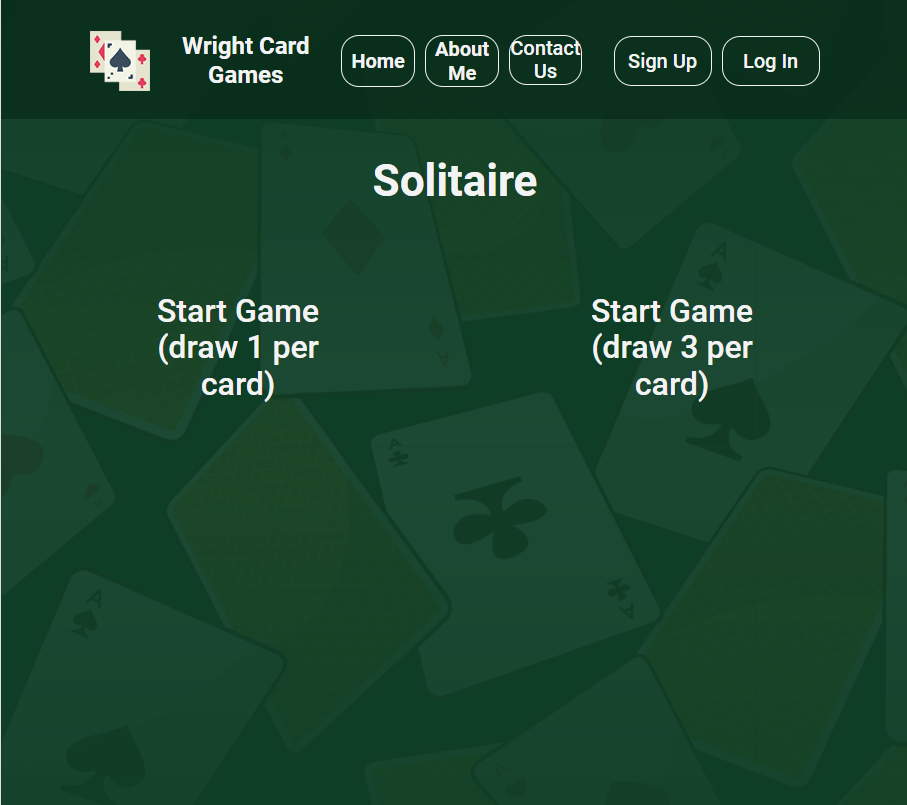 Wright Card
Games
Home
About
Me
Contact
Us
Sign Up
Log In
Solitaire
Start Game
(draw 1 per
card)
Start Game
(draw 3 per
card)
A
A
A
A
A
A
A